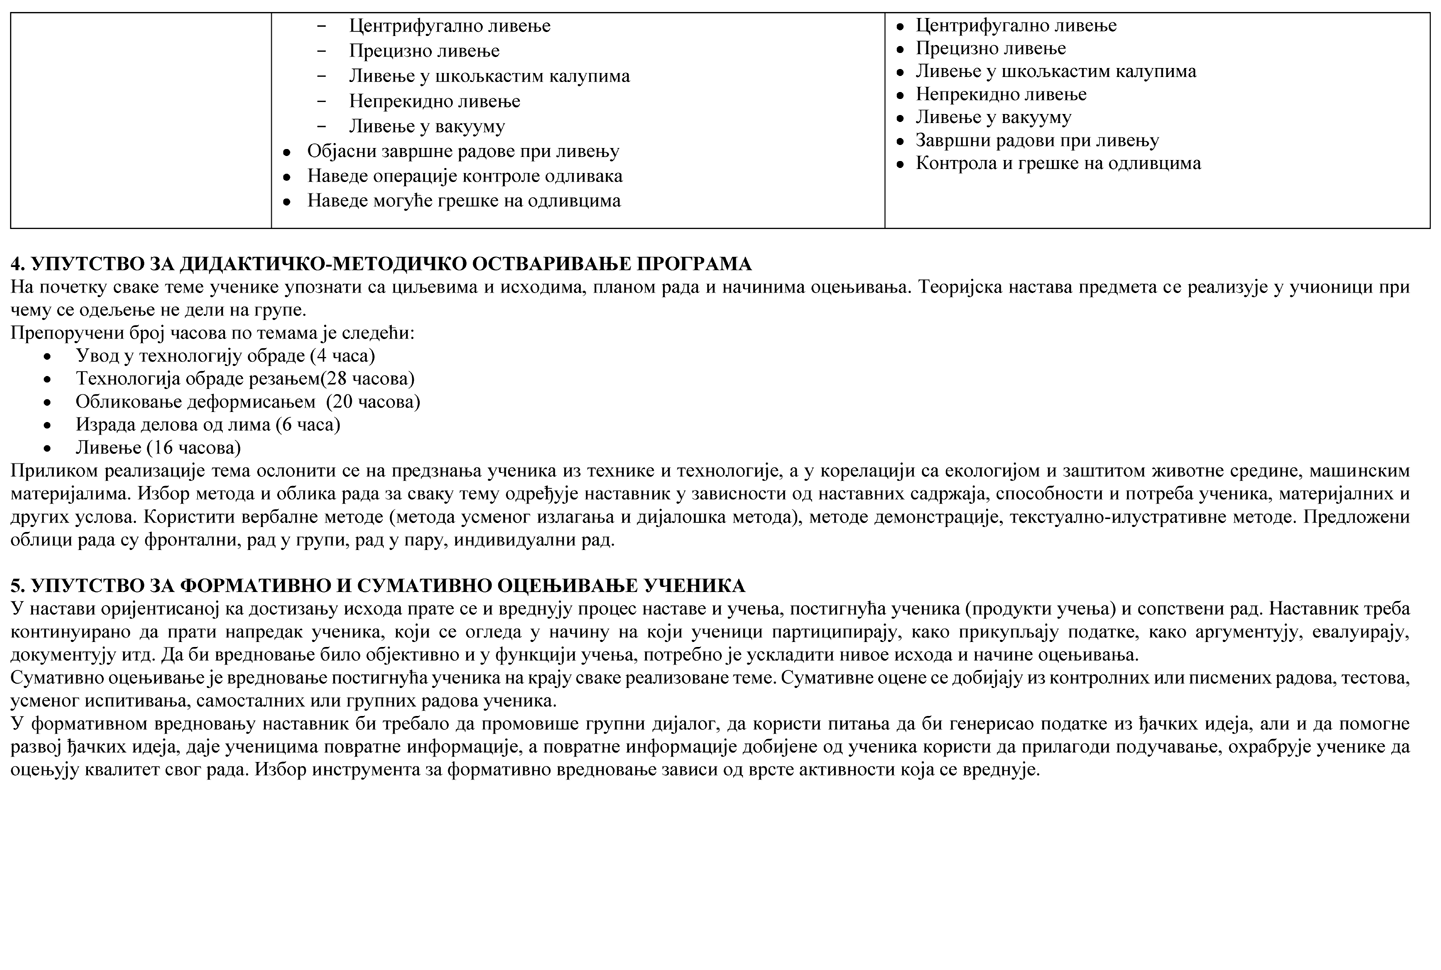 – Центрифугално ливење
– Прецизно ливење
– Ливење у шкољкастим калупима
– Непрекидно ливење
– Ливење у вакууму
• Објасни завршне радове при ливењу
• Наведе операције контроле одливака
• Наведе могуће грешке на одливцима
• Центрифугално ливење
• Прецизно ливење
• Ливење у шкољкастим калупима
• Непрекидно ливење
• Ливење у вакууму
• Завршни радови при ливењу
• Контрола и грешке на одливцима
4. УПУТСТВО ЗА ДИДАКТИЧКО-МЕТОДИЧКО ОСТВАРИВАЊЕ ПРОГРАМА
На почетку сваке теме ученике упознати са циљевима и исходима, планом рада и начинима оцењивања. Теоријска настава предмета се реализује у учионици при
чему се одељење не дели на групе.
Препоручени број часова по темама је следећи:
• Увод у технологију обраде (4 часа)
• Технологија обраде резањем(28 часова)
• Обликовање деформисањем (20 часова)
• Израда делова од лима (6 часа)
• Ливење (16 часова)
Приликом реализације тема ослонити се на предзнања ученика из технике и технологије, а у корелацији са екологијом и заштитом животне средине, машинским
материјалима. Избор метода и облика рада за сваку тему одређује наставник у зависности од наставних садржаја, способности и потреба ученика, материјалних и
других услова. Користити вербалне методе (метода усменог излагања и дијалошка метода), методе демонстрације, текстуално-илустративне методе. Предложени
облици рада су фронтални, рад у групи, рад у пару, индивидуални рад.
5. УПУТСТВО ЗА ФОРМАТИВНО И СУМАТИВНО ОЦЕЊИВАЊЕ УЧЕНИКА
У настави оријентисаној ка достизању исхода прате се и вреднују процес наставе и учења, постигнућа ученика (продукти учења) и сопствени рад. Наставник треба
континуирано да прати напредак ученика, који се огледа у начину на који ученици партиципирају, како прикупљају податке, како аргументују, евалуирају,
документују итд. Да би вредновање било објективно и у функцији учења, потребно је ускладити нивое исхода и начине оцењивања.
Сумативно оцењивање је вредновање постигнућа ученика на крају сваке реализоване теме. Сумативне оцене се добијају из контролних или писмених радова, тестова,
усменог испитивања, самосталних или групних радова ученика.
У формативном вредновању наставник би требало да промовише групни дијалог, да користи питања да би генерисао податке из ђачких идеја, али и да помогне
развој ђачких идеја, даје ученицима повратне информације, а повратне информације добијене од ученика користи да прилагоди подучавање, охрабрује ученике да
оцењују квалитет свог рада. Избор инструмента за формативно вредновање зависи од врсте активности која се вреднује.